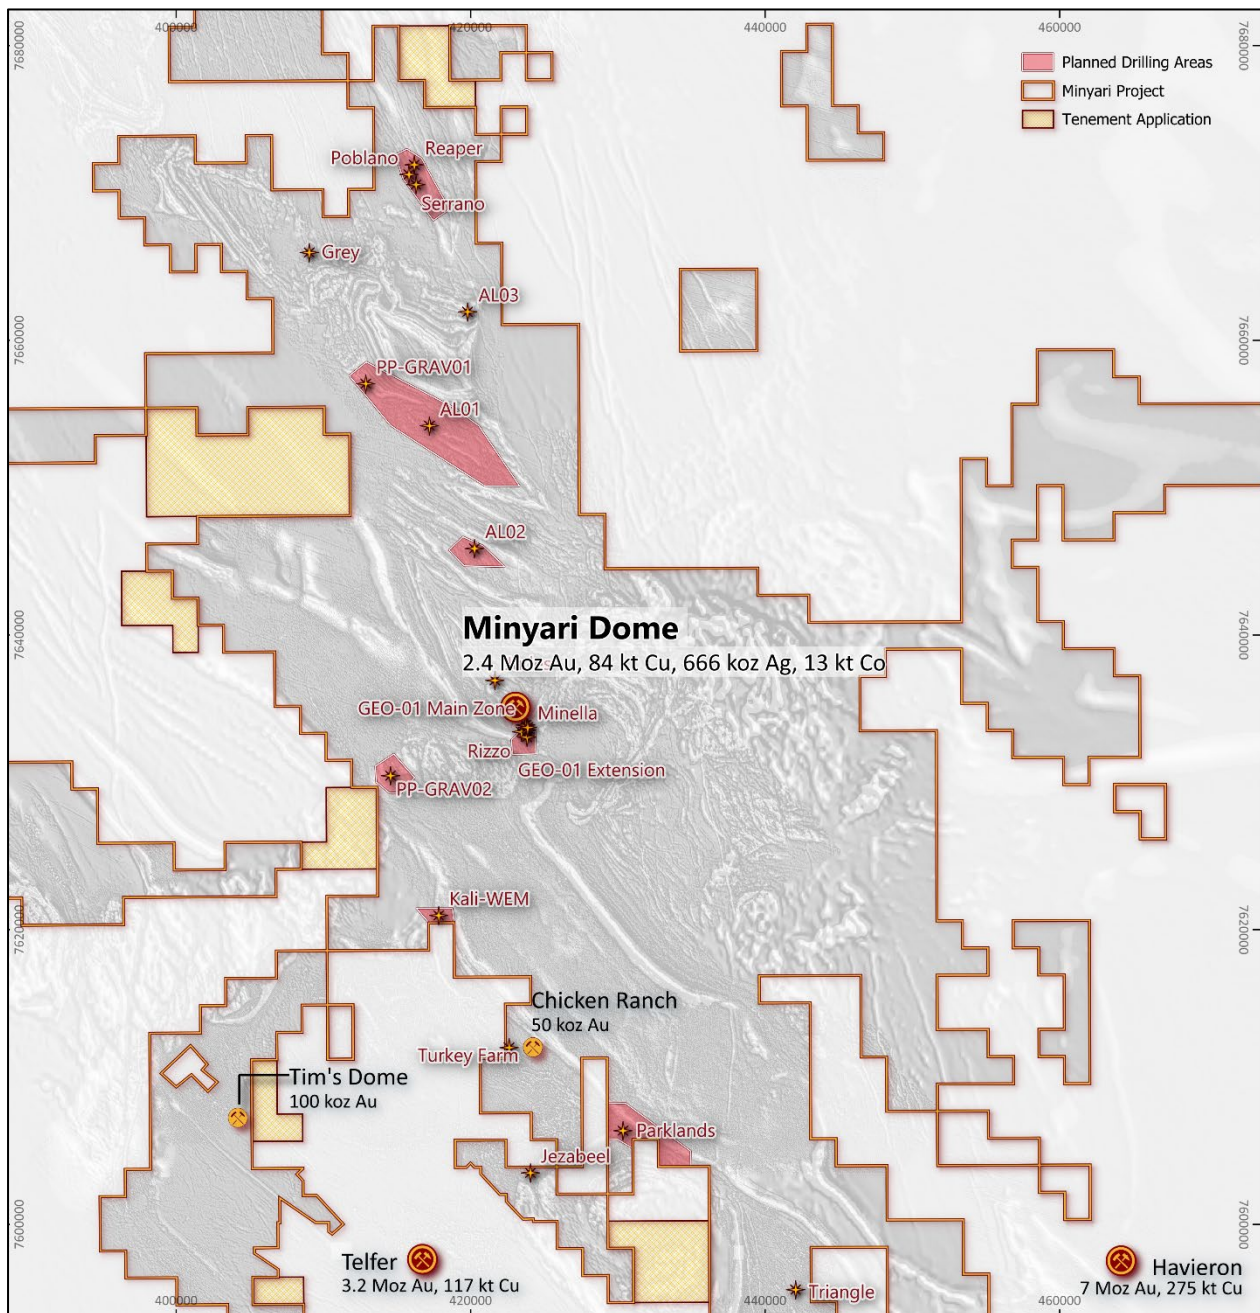 400000
420000
440000
460000
7680000
7680000
Planned Drilling Areas
Minyari Project
Tenement Application
Reaper
Poblano
Serrano
Grey
AL03
7660000
7660000
PP-GRAV01
AL01
AL02
Minyari Dome
2.4 Moz Au, 84 kt Cu, 666 koz Ag, 13 kt Co
7640000
7640000
GEO-01 Main Zone
Minella
Rizzo
GEO-01 Extension
PP-GRAV02
Kali-WEM
7620000
7620000
Chicken Ranch
50 koz Au
Turkey Farm
Tim's Dome
100 koz Au
Parklands
Jezabeel
7600000
7600000
Telfer
3.2 Moz Au, 117 kt Cu
Havieron
7 Moz Au, 275 kt Cu
Triangle
400000
420000
440000
460000